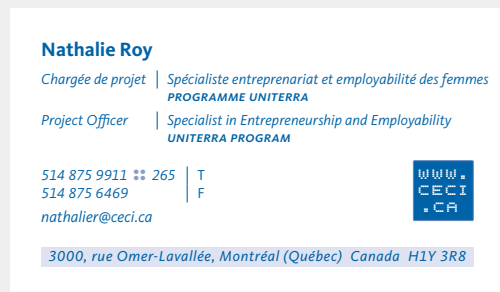 Nathalie Roy
Chargée de projet | Spécialiste entreprenariat et employabilité des femmes
PROGRAMME UNITERRA
Project Officer | Specialist in Entrepreneurship and Employability
UNITERRA PROGRAM
514 875 9911 265 | T
514 875 6469 | F
nathalier@ceci.ca
WWW.
CECI
.CA
3000, rue Omer-Lavallée, Montréal (Québec) Canada H1Y 3R8